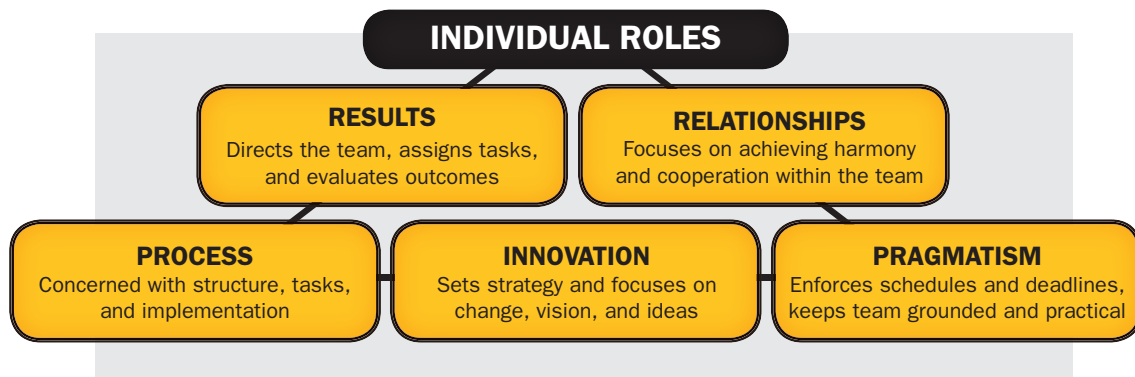 INDIVIDUAL ROLES
RESULTS
Directs the team, assigns tasks,
and evaluates outcomes
RELATIONSHIPS
Focuses on achieving harmony
and cooperation within the team
PROCESS
Concerned with structure, tasks,
and implementation
INNOVATION
Sets strategy and focuses on
change, vision, and ideas
PRAGMATISM
Enforces schedules and deadlines,
keeps team grounded and practical